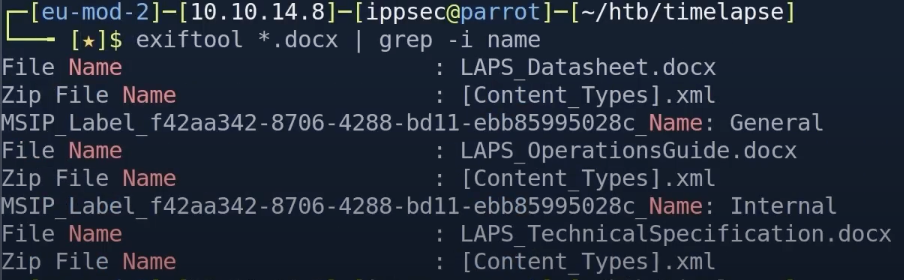 ┌─[eu-mod-2]─[10.10.14.8]─[ippsec@parrot]─[~/htb/timelapse]
└──╼ [★]$ exiftool *.docx | grep -i name
File Name                       : LAPS_Datasheet.docx
Zip File Name                   : [Content_Types].xml
MSIP_Label_f42aa342-8706-4288-bd11-ebb85995028c_Name: General
File Name                       : LAPS_OperationsGuide.docx
Zip File Name                   : [Content_Types].xml
MSIP_Label_f42aa342-8706-4288-bd11-ebb85995028c_Name: Internal
File Name                       : LAPS_TechnicalSpecification.docx
Zip File Name                   : [Content_Types].xml